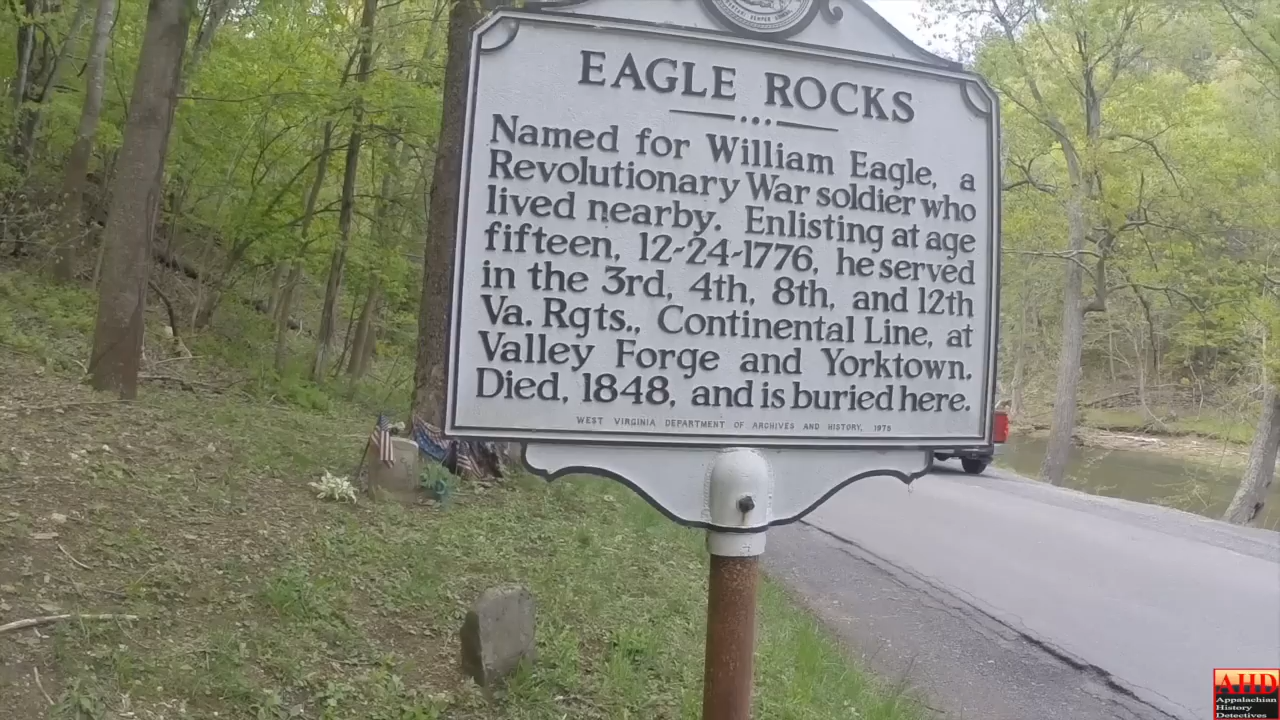 EAGLE ROCKS
Named for William Eagle, a
Revolutionary War soldier who
lived nearby. Enlisting at age
fifteen, 12-24-1776, he served
in the 3rd, 4th, 8th, and 12th
Va. Rgts., Continental Line, at
Valley Forge and Yorktown.
Died, 1848, and is buried here.
WEST VIRGINIA DEPARTMENT OF ARCHIVES AND HISTORY, 1975
AHD
Appalachian
History
Detectives